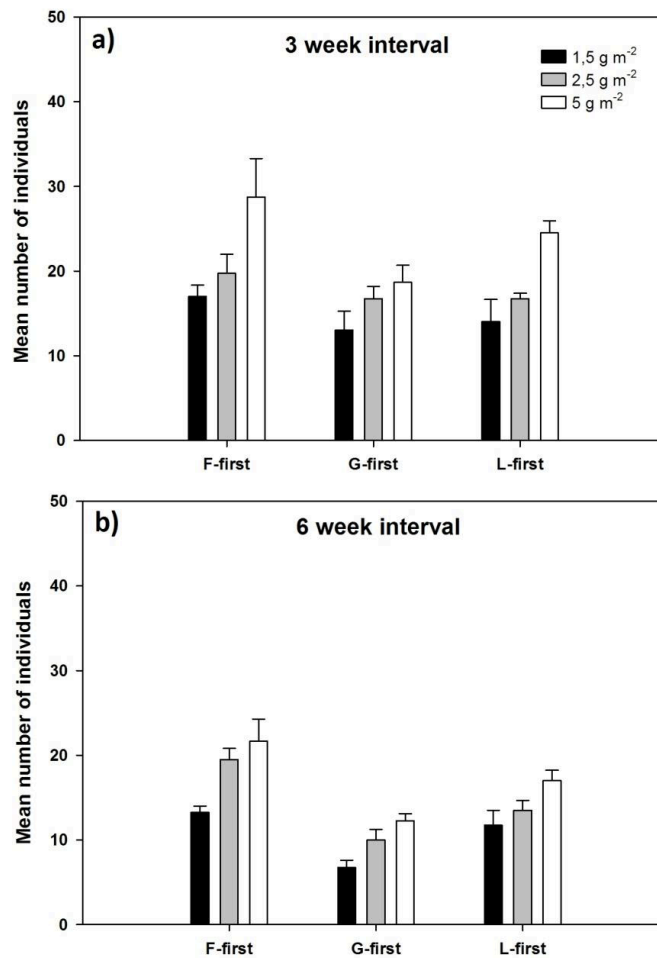 a)
3 week interval
1,5 g m⁻²
2,5 g m⁻²
5 g m⁻²
Mean number of individuals
50
40
30
20
10
0
F-first G-first L-first
b)
6 week interval
Mean number of individuals
50
40
30
20
10
0
F-first G-first L-first